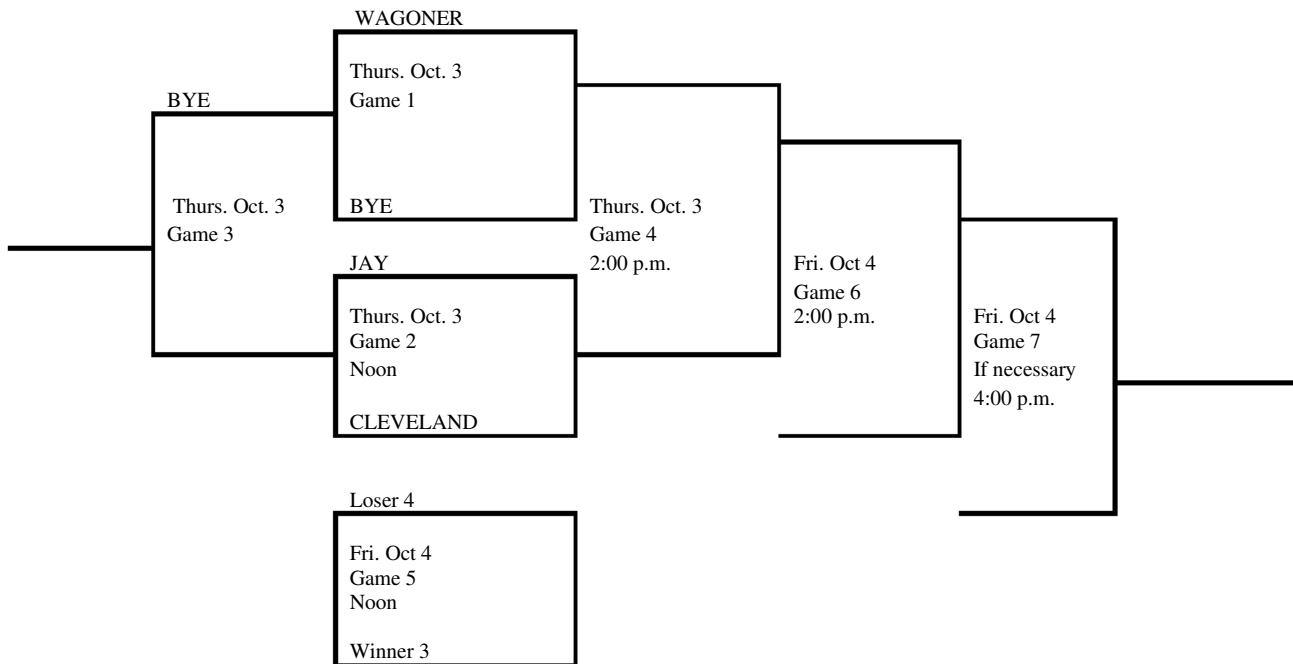 WAGONER
Thurs. Oct. 3
Game 1
BYE
BYE
Thurs. Oct. 3
Game 3
JAY
Thurs. Oct. 3
Game 2
Noon
CLEVELAND
Thurs. Oct. 3
Game 4
2:00 p.m.
Fri. Oct 4
Game 6
2:00 p.m.
Fri. Oct 4
Game 7
If necessary
4:00 p.m.
Loser 4
Fri. Oct 4
Game 5
Noon
Winner 3